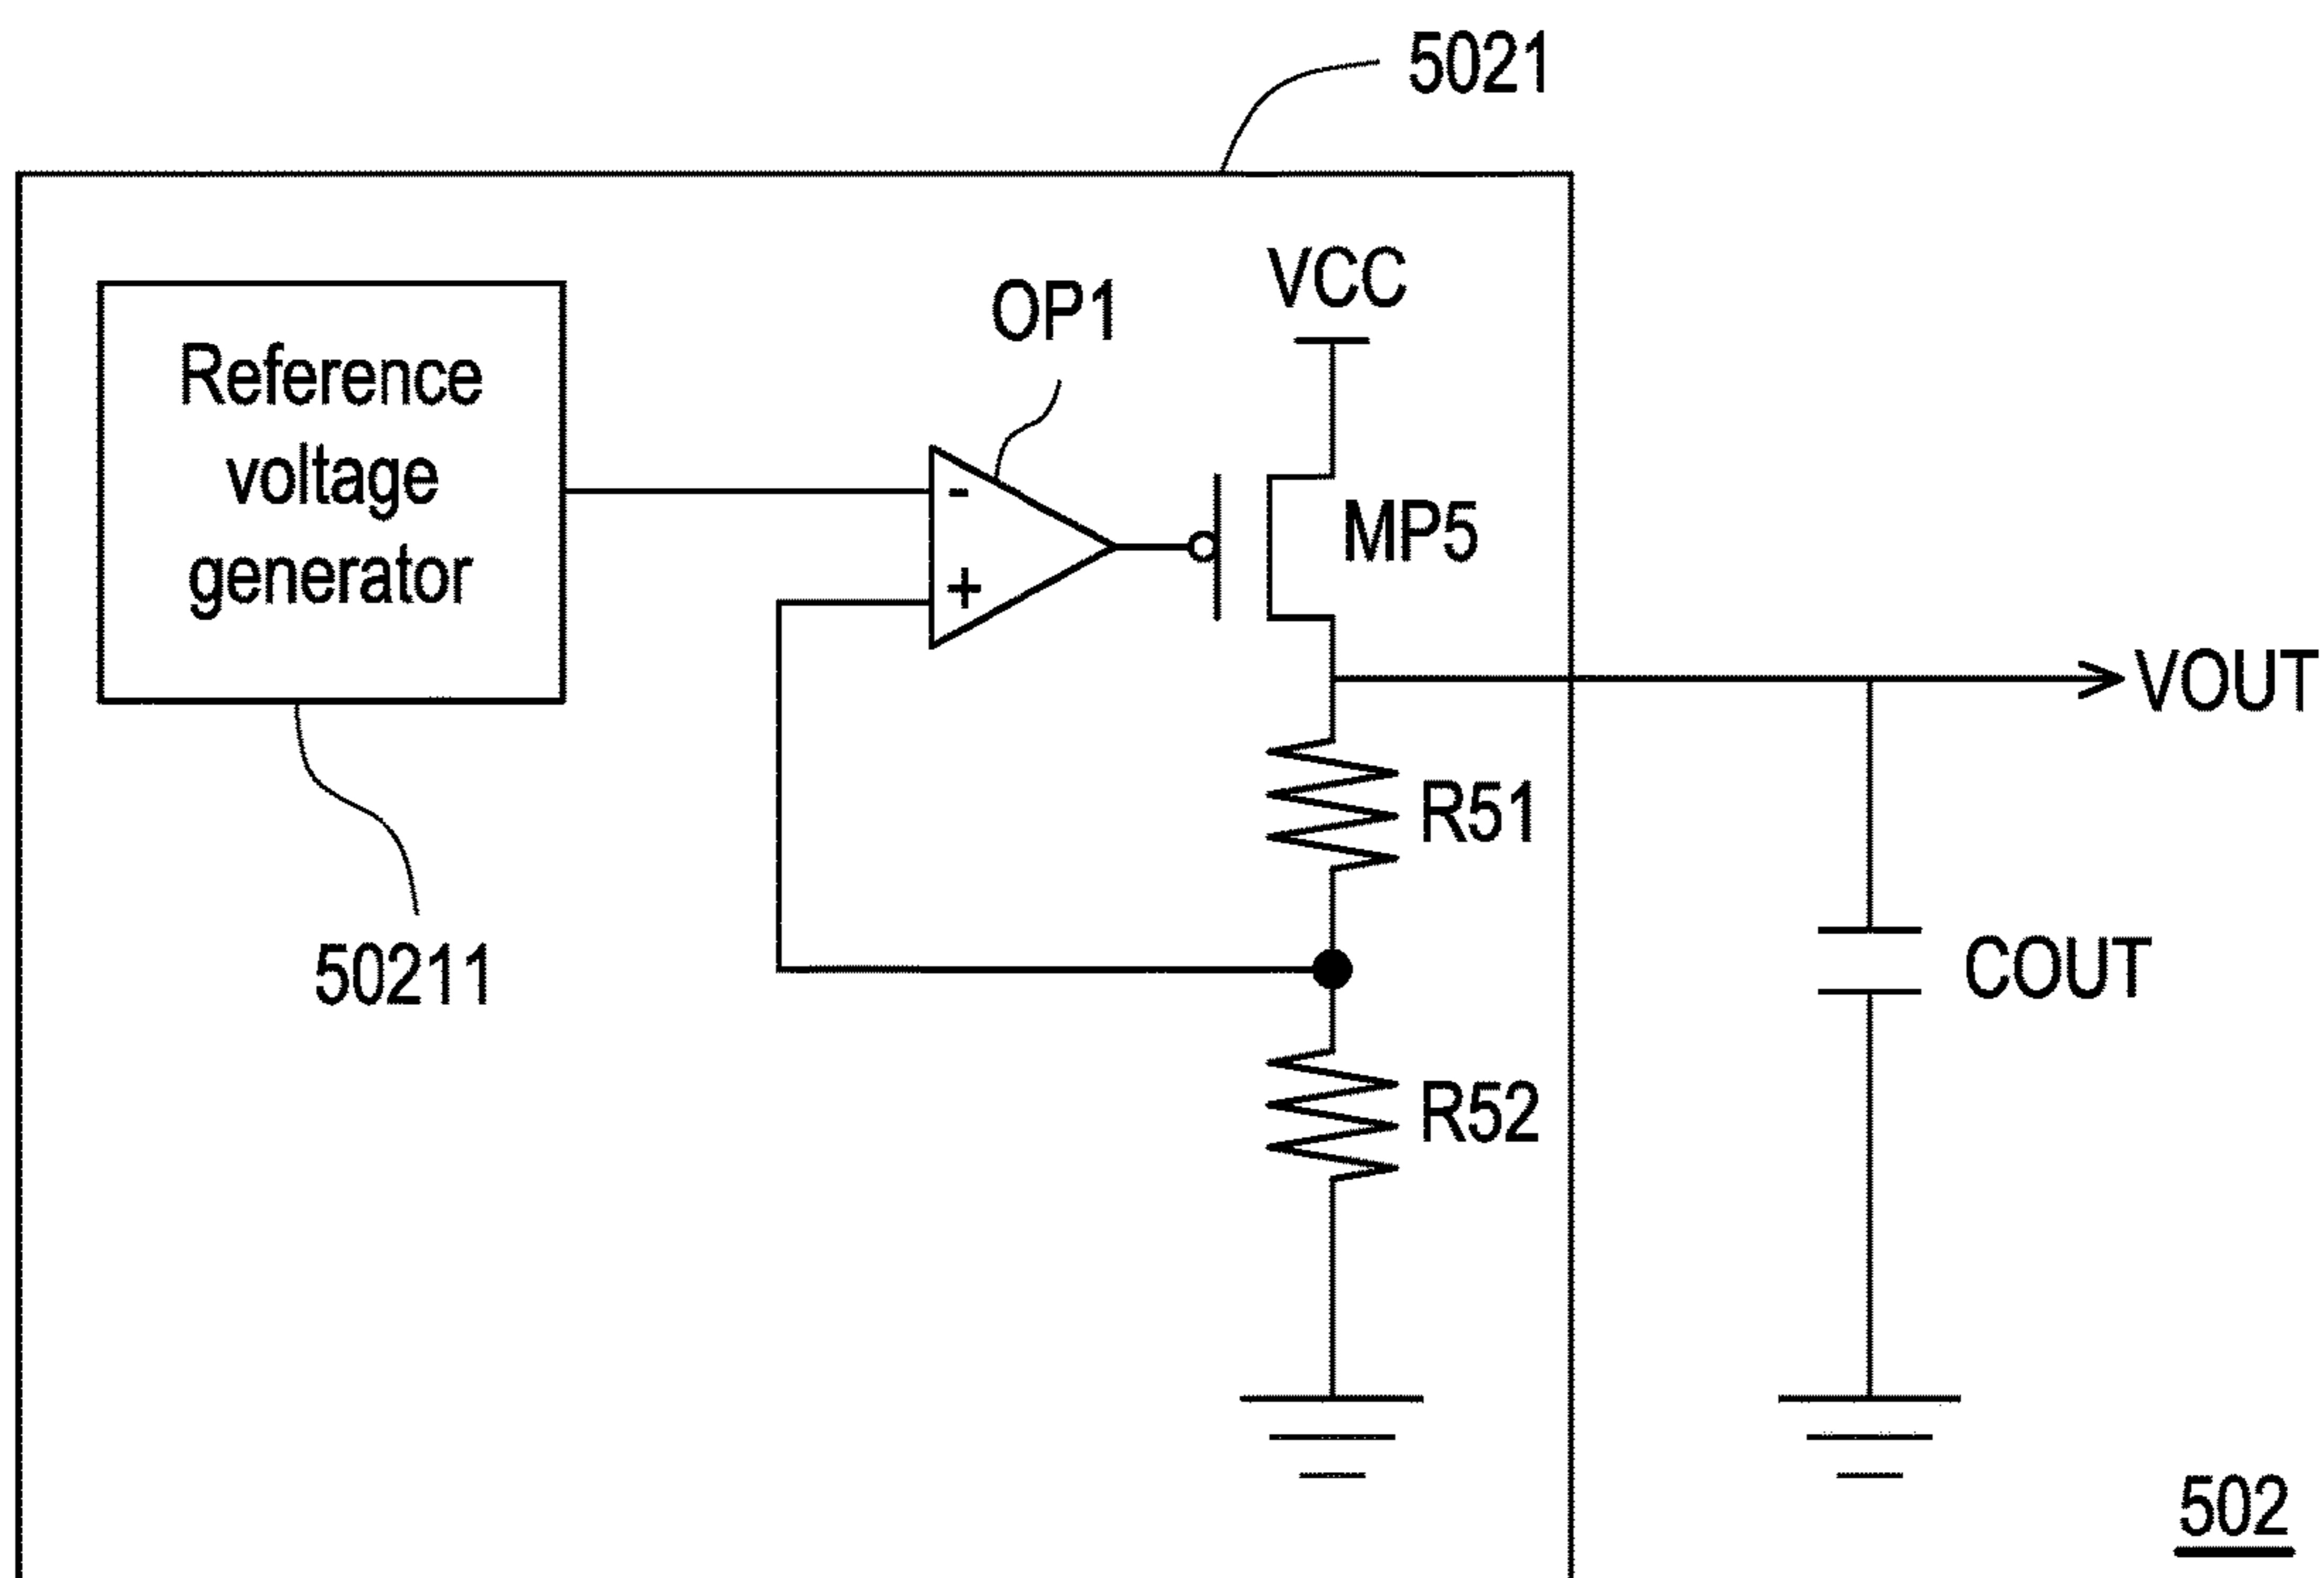 5021
VCC
OP1
Reference
voltage
generator
-
+
MP5
VOUT
R51
COUT
50211
R52
502